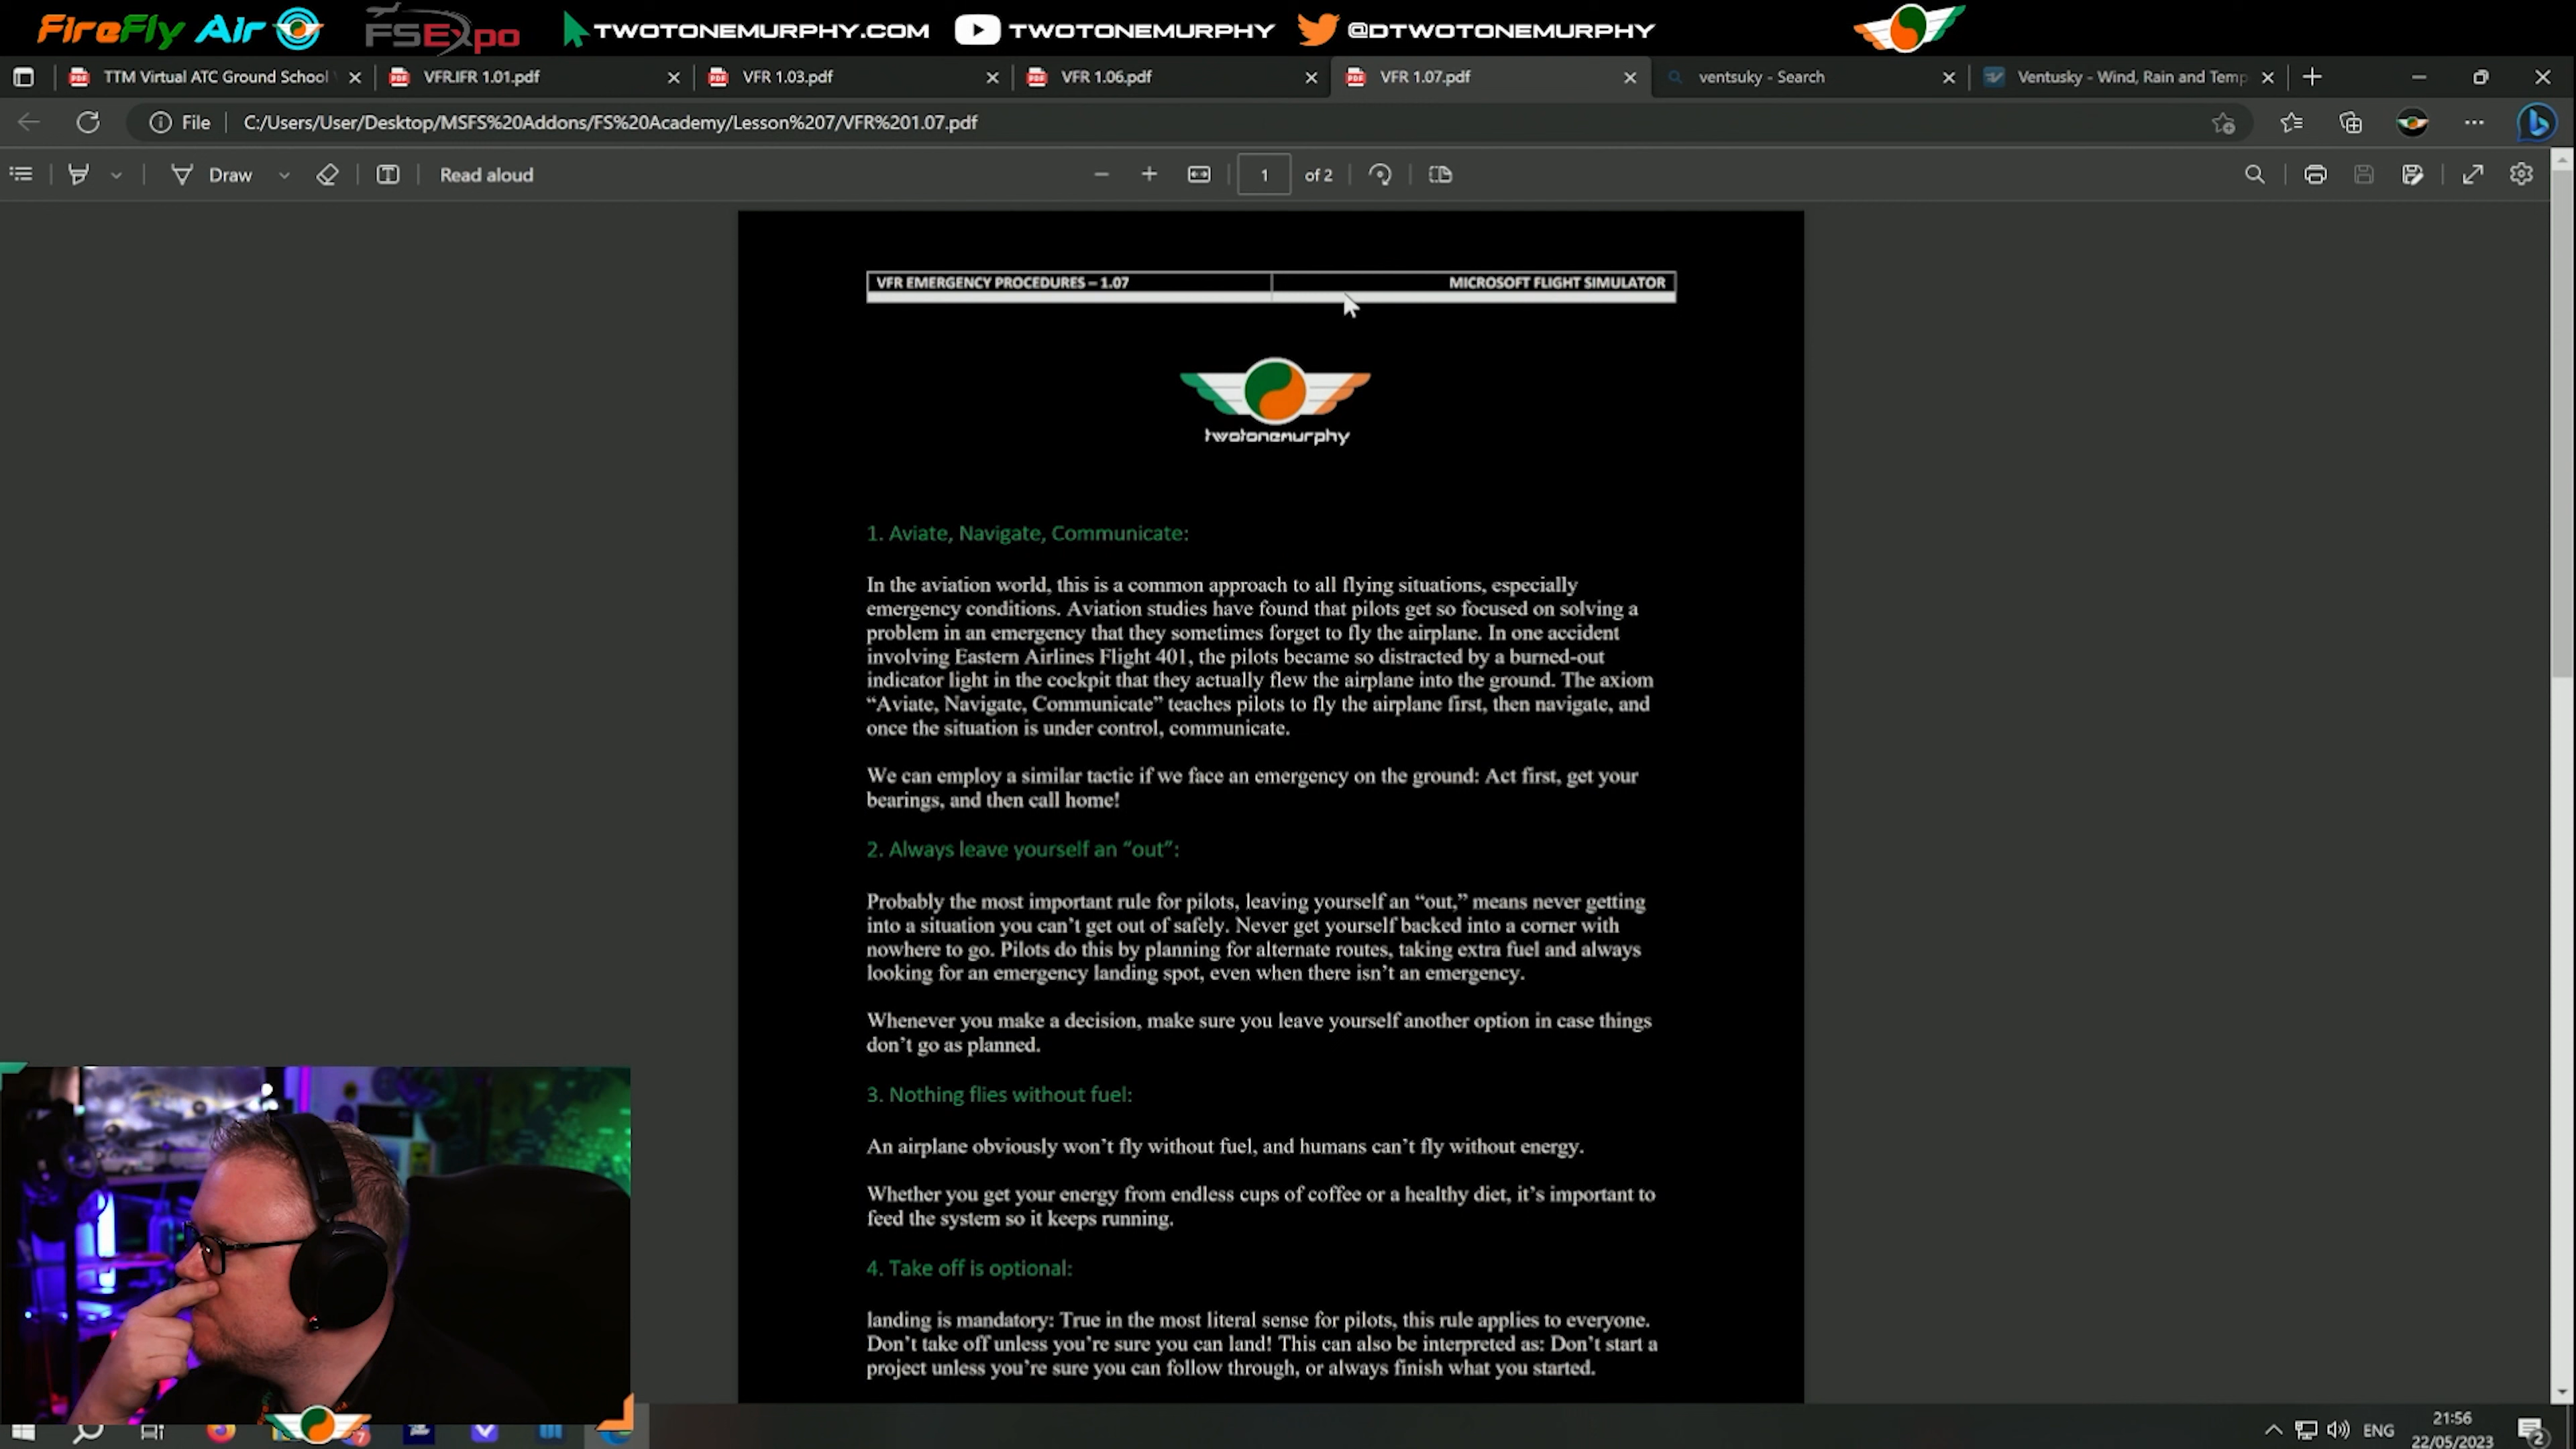 FIREFLY AIR FSExpo TWOTONEMURPHY.COM TWOTONEMURPHY @DTWOTONEMURPHY
TTM Virtual ATC Ground School VFR.IFR 1.01.pdf VFR 1.03.pdf VFR 1.06.pdf VFR 1.07.pdf ventsuky - Search Ventusky - Wind, Rain and Temp
File C:/Users/User/Desktop/MSFS%20Addons/FS%20Academy/Lesson%207/VFR%201.07.pdf
Draw Read aloud 1 of 2
VFR EMERGENCY PROCEDURES – 1.07 MICROSOFT FLIGHT SIMULATOR
twotonemurphy
1. Aviate, Navigate, Communicate:
In the aviation world, this is a common approach to all flying situations, especially
emergency conditions. Aviation studies have found that pilots get so focused on solving a
problem in an emergency that they sometimes forget to fly the airplane. In one accident
involving Eastern Airlines Flight 401, the pilots became so distracted by a burned-out
indicator light in the cockpit that they actually flew the airplane into the ground. The axiom
“Aviate, Navigate, Communicate” teaches pilots to fly the airplane first, then navigate, and
once the situation is under control, communicate.
We can employ a similar tactic if we face an emergency on the ground: Act first, get your
bearings, and then call home!
2. Always leave yourself an “out”:
Probably the most important rule for pilots, leaving yourself an “out,” means never getting
into a situation you can’t get out of safely. Never get yourself backed into a corner with
nowhere to go. Pilots do this by planning for alternate routes, taking extra fuel and always
looking for an emergency landing spot, even when there isn’t an emergency.
Whenever you make a decision, make sure you leave yourself another option in case things
don’t go as planned.
3. Nothing flies without fuel:
An airplane obviously won’t fly without fuel, and humans can’t fly without energy.
Whether you get your energy from endless cups of coffee or a healthy diet, it’s important to
feed the system so it keeps running.
4. Take off is optional:
landing is mandatory: True in the most literal sense for pilots, this rule applies to everyone.
Don’t take off unless you’re sure you can land! This can also be interpreted as: Don’t start a
project unless you’re sure you can follow through, or always finish what you started.
7 ENG 21:56
22/05/2023 2